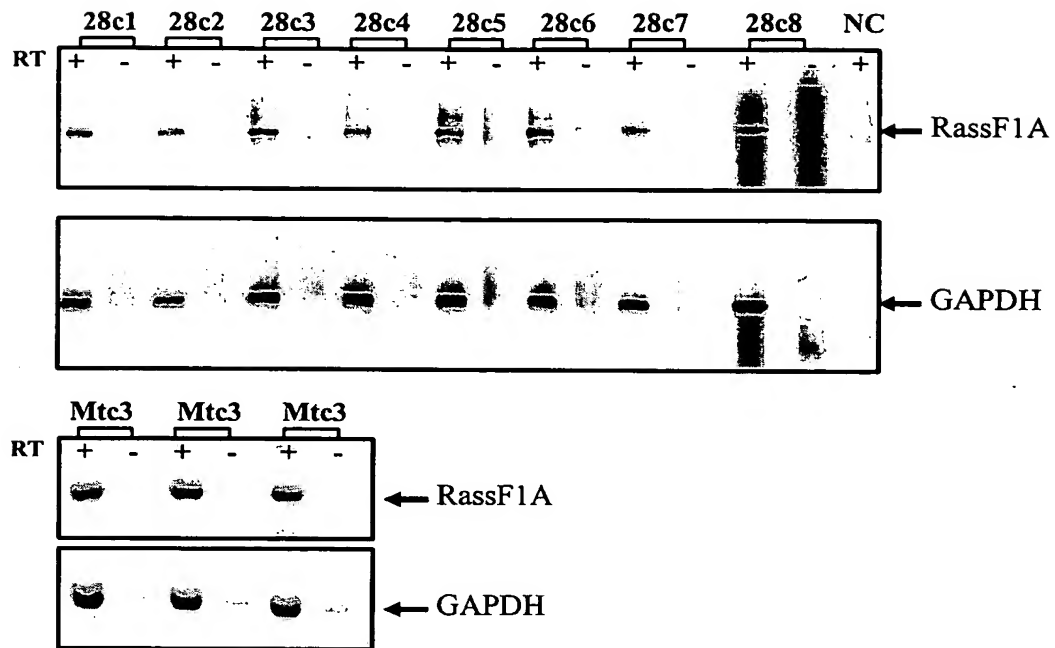 28c1 28c2 28c3 28c4 28c5 28c6 28c7 28c8 NC
RT + - + - + - + - + - + - + - + - +
RassF1A
GAPDH
Mtc3 Mtc3 Mtc3
RT + - + - + -
RassF1A
GAPDH